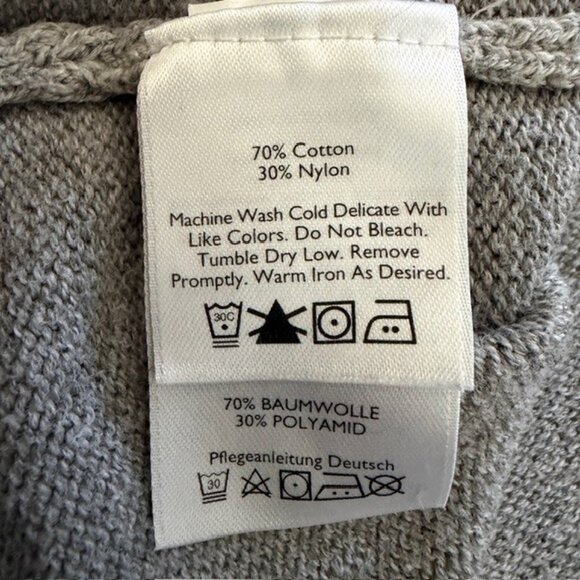 70% Cotton
30% Nylon
Machine Wash Cold Delicate With
Like Colors. Do Not Bleach.
Tumble Dry Low. Remove
Promptly. Warm Iron As Desired.
30C
70% BAUMWOLLE
30% POLYAMID
Pflegeanleitung Deutsch
30